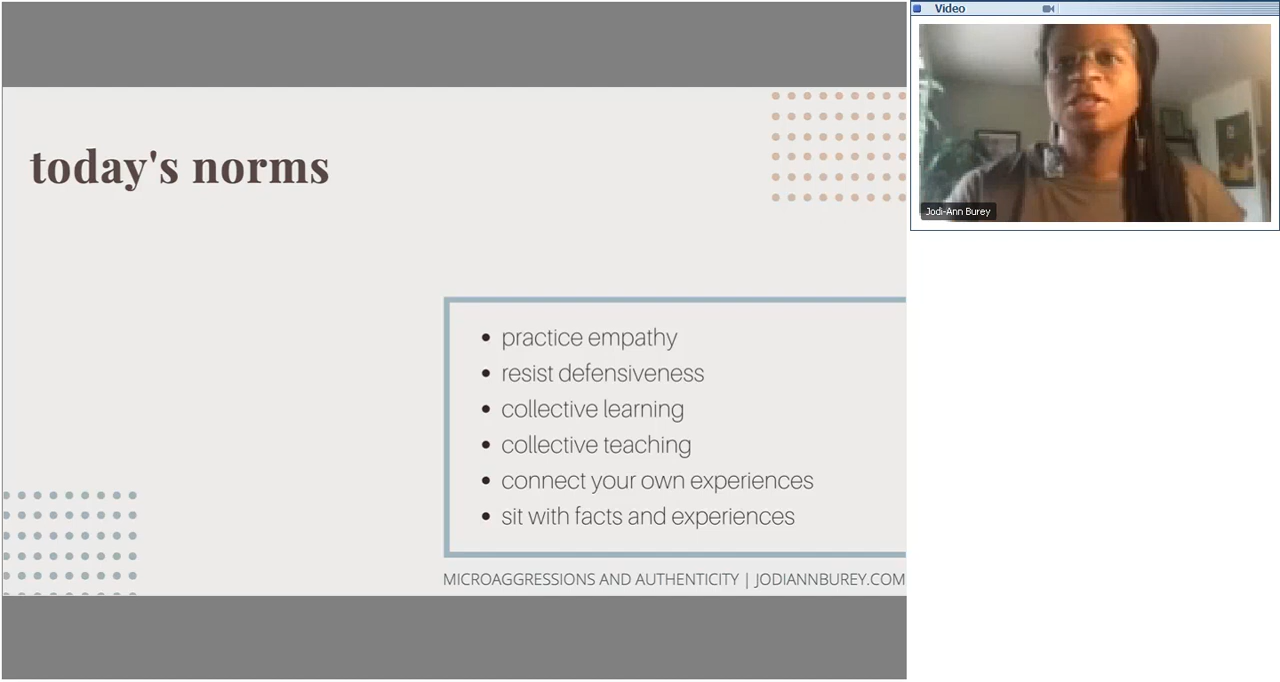 today's norms
practice empathy
resist defensiveness
collective learning
collective teaching
connect your own experiences
sit with facts and experiences
MICROAGGRESSIONS AND AUTHENTICITY | JODIANNBUREY.COM
Video
Jodi-Ann Burey